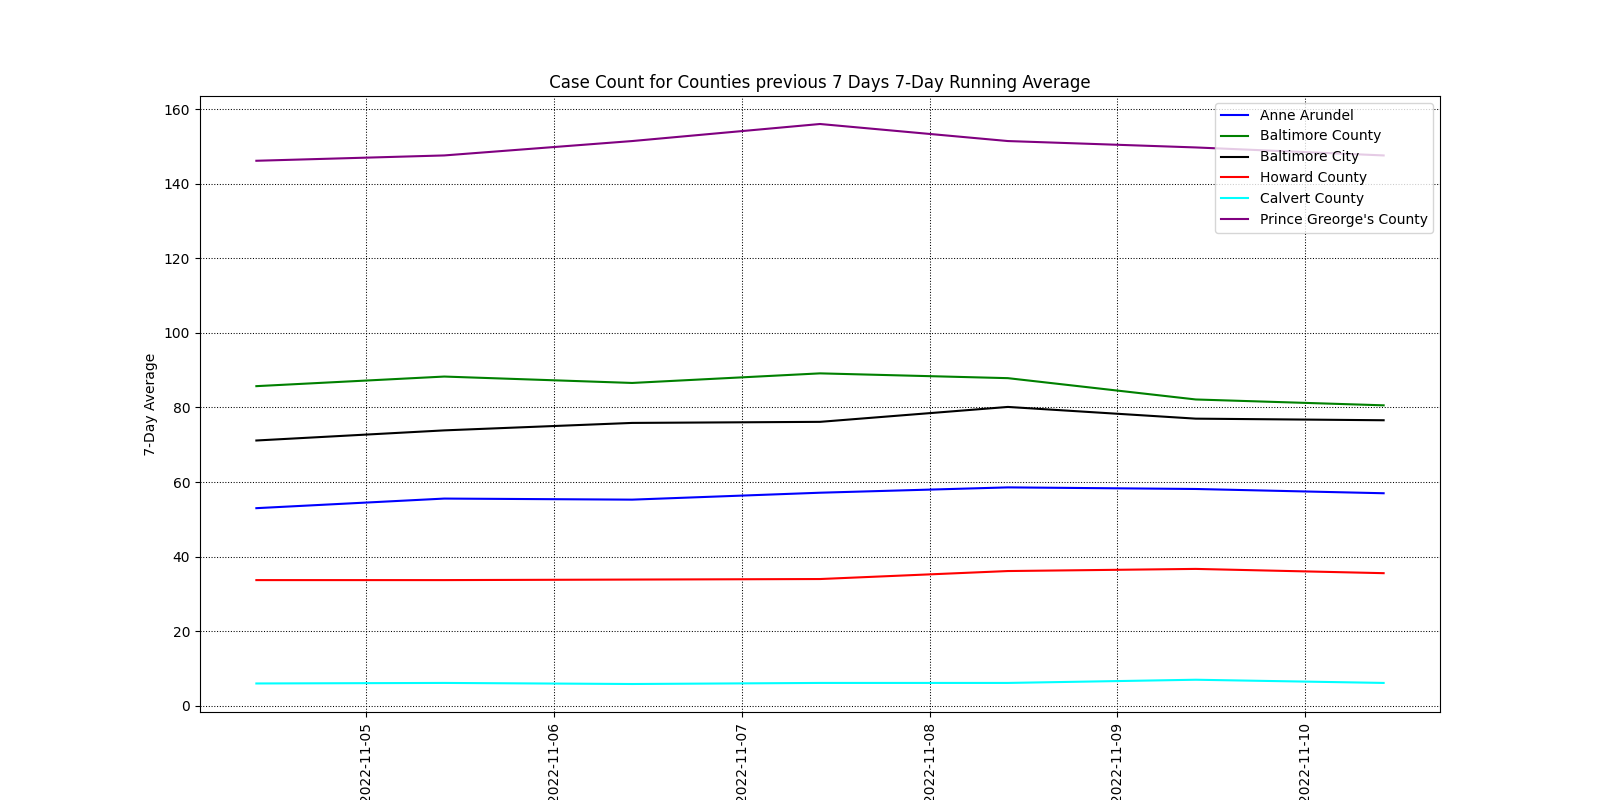 Case Count for Counties previous 7 Days 7-Day Running Average
160
140
120
100
80
60
40
20
0
7-Day Average
Anne Arundel
Baltimore County
Baltimore City
Howard County
Calvert County
Prince Greorge's County
2022-11-05
2022-11-06
2022-11-07
2022-11-08
2022-11-09
2022-11-10